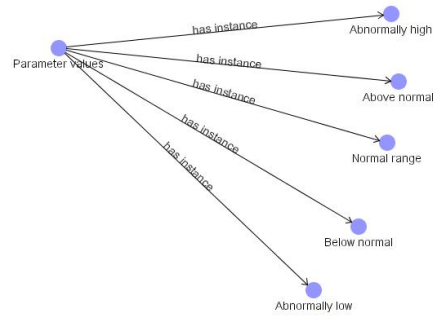 has instance
Abnormally high
Parameter values
has instance
Above normal
has instance
Normal range
has instance
Below normal
has instance
Abnormally low